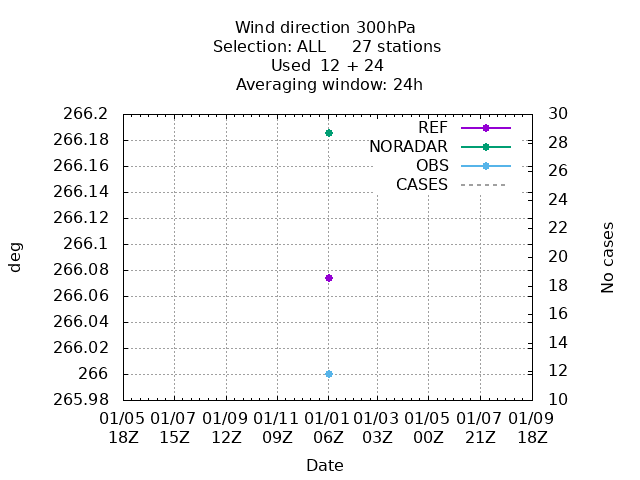 Wind direction 300hPa
Selection: ALL     27 stations
Used  12 + 24
Averaging window: 24h
266.2
266.18
266.16
266.14
266.12
266.1
266.08
266.06
266.04
266.02
266
265.98
deg
REF
NORADAR
OBS
CASES
30
28
26
24
22
20
18
16
14
12
10
No cases
01/05 01/07 01/09 01/11 01/01 01/03 01/05 01/07 01/09
18Z 15Z 12Z 09Z 06Z 03Z 00Z 21Z 18Z
Date